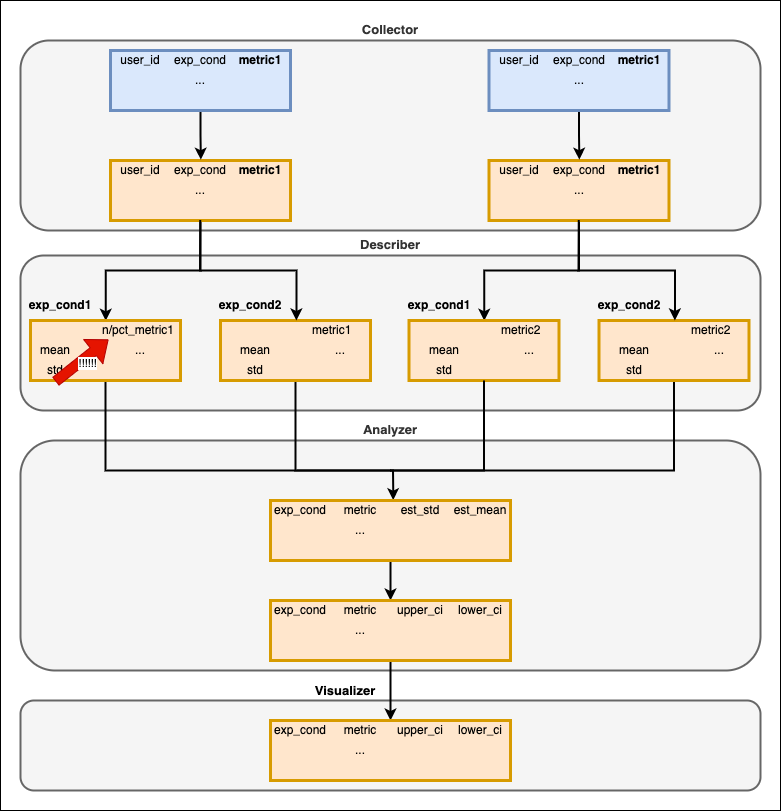 Collector
user_id exp_cond metric1
...
user_id exp_cond metric1
...
user_id exp_cond metric1
...
user_id exp_cond metric1
...
Describer
exp_cond1
n/pct_metric1
mean ...
std
!!!!!!
exp_cond2
metric1
mean ...
std
exp_cond1
metric2
mean ...
std
exp_cond2
metric2
mean ...
std
Analyzer
exp_cond metric est_std est_mean
...
exp_cond metric upper_ci lower_ci
...
Visualizer
exp_cond metric upper_ci lower_ci
...